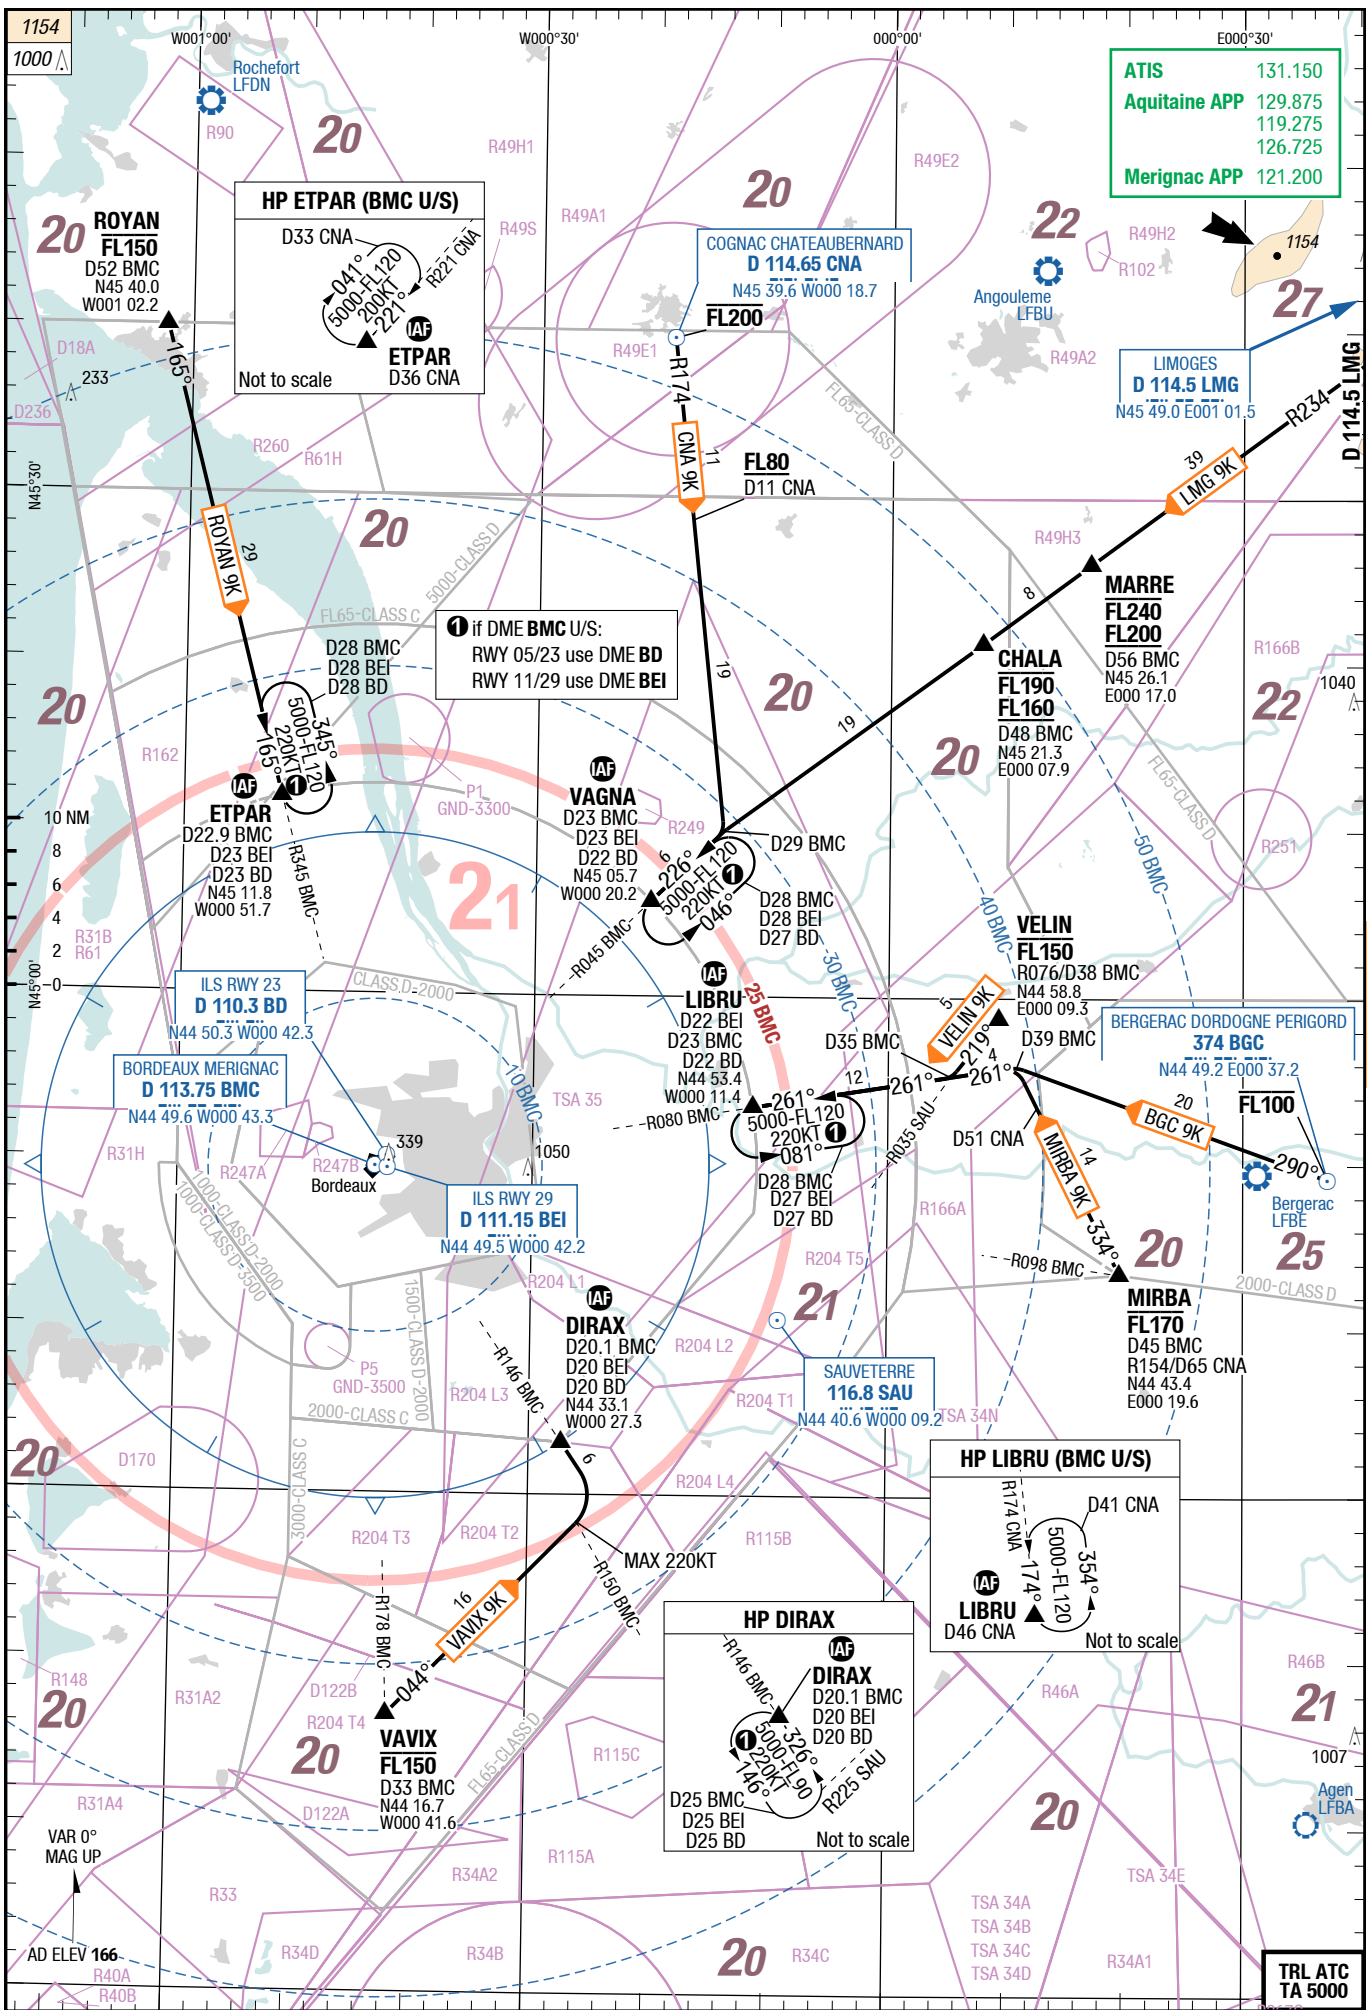 1154
1000
W001°00'
W000°30'
000°00'
E000°30'
ATIS 131.150
Aquitaine APP 129.875
119.275
126.725
Merignac APP 121.200
Rochefort
LFDN
R90
20
R49H1
20
R49E2
HP ETPAR (BMC U/S)
D33 CNA
041°
5000-FL120
200KT
221°
R221 CNA
IAF
ETPAR
D36 CNA
Not to scale
20
ROYAN
FL150
D52 BMC
N45 40.0
W001 02.2
R49S
R49A1
COGNAC CHATEAUBERNARD
D 114.65 CNA
N45 39.6 W000 18.7
FL200
22
R49H2
R102
1154
27
Angouleme
LFBU
R49A2
LIMOGES
D 114.5 LMG
N45 49.0 E001 01.5
D 114.5 LMG
R234
39
LMG 9K
D18A
233
D236
165°
R49E1
R174
CNA 9K
11
FL80
D11 CNA
FL65-CLASS D
R260
R61H
N45°30'
ROYAN 9K
29
20
5000-CLASS D
FL65-CLASS C
R49H3
MARRE
FL240
FL200
D56 BMC
N45 26.1
E000 17.0
8
CHALA
FL190
FL160
D48 BMC
N45 21.3
E000 07.9
R166B
22
1040
1 if DME BMC U/S:
RWY 05/23 use DME BD
RWY 11/29 use DME BEI
D28 BMC
D28 BEI
D28 BD
19
20
19
20
FL65-CLASS D
20
R162
345°
5000-FL120
220KT
165°
1
IAF
ETPAR
D22.9 BMC
D23 BEI
D23 BD
N45 11.8
W000 51.7
R345 BMC
P1
GND-3300
21
IAF
VAGNA
D23 BMC
D23 BEI
D22 BD
N45 05.7
W000 20.2
R249
D29 BMC
6
226°
5000-FL120
220KT
1
046°
D28 BMC
D28 BEI
D27 BD
R045 BMC
R251
50 BMC
40 BMC
30 BMC
25 BMC
10 BMC
10 NM
8
6
4
2
0
N45°00'
R31B
R61
CLASS D-2000
ILS RWY 23
D 110.3 BD
N44 50.3 W000 42.3
BORDEAUX MERIGNAC
D 113.75 BMC
N44 49.6 W000 43.3
IAF
LIBRU
D22 BEI
D23 BMC
D22 BD
N44 53.4
W000 11.4
R080 BMC
VELIN
FL150
R076/D38 BMC
N44 58.8
E000 09.3
5
VELIN 9K
219°
D35 BMC
D39 BMC
4
261°
261°
12
261°
5000-FL120
220KT
1
081°
D28 BMC
D27 BEI
D27 BD
R035 SAU
D51 CNA
BERGERAC DORDOGNE PERIGORD
374 BGC
N44 49.2 E000 37.2
FL100
20
BGC 9K
290°
Bergerac
LFBE
25
14
MIRBA 9K
334°
20
R098 BMC
MIRBA
FL170
D45 BMC
R154/D65 CNA
N44 43.4
E000 19.6
2000-CLASS D
TSA 35
R31H
R247A
R247B
339
Bordeaux
1050
ILS RWY 29
D 111.15 BEI
N44 49.5 W000 42.2
1000-CLASS D-2000
1000-CLASS D-3500
1500-CLASS D-2000
R166A
R204 T5
R204 L1
21
R204 L2
IAF
DIRAX
D20.1 BMC
D20 BEI
D20 BD
N44 33.1
W000 27.3
R146 BMC
SAUVETERRE
116.8 SAU
N44 40.6 W000 09.2
P5
GND-3500
R204 L3
R204 T1
TSA 34N
2000-CLASS C
3000-CLASS C
20
D170
6
R204 L4
R204 T3
R204 T2
MAX 220KT
R115B
R150 BMC
16
VAVIX 9K
044°
R178 BMC
HP LIBRU (BMC U/S)
R174 CNA
D41 CNA
5000-FL120
354°
174°
IAF
LIBRU
D46 CNA
Not to scale
HP DIRAX
R146 BMC
IAF
DIRAX
D20.1 BMC
D20 BEI
D20 BD
326°
5000-FL90
220KT
1
146°
R225 SAU
D25 BMC
D25 BEI
D25 BD
Not to scale
R148
20
R31A2
D122B
R204 T4
20
VAVIX
FL150
D33 BMC
N44 16.7
W000 41.6
FL65-CLASS D
R115C
R46A
R46B
21
1007
Agen
LFBA
20
R31A4
D122A
VAR 0°
MAG UP
R34A2
R115A
R33
TSA 34E
TSA 34A
TSA 34B
TSA 34C
TSA 34D
AD ELEV 166
R34D
R34B
20
R34C
R34A1
R40A
R40B
TRL ATC
TA 5000